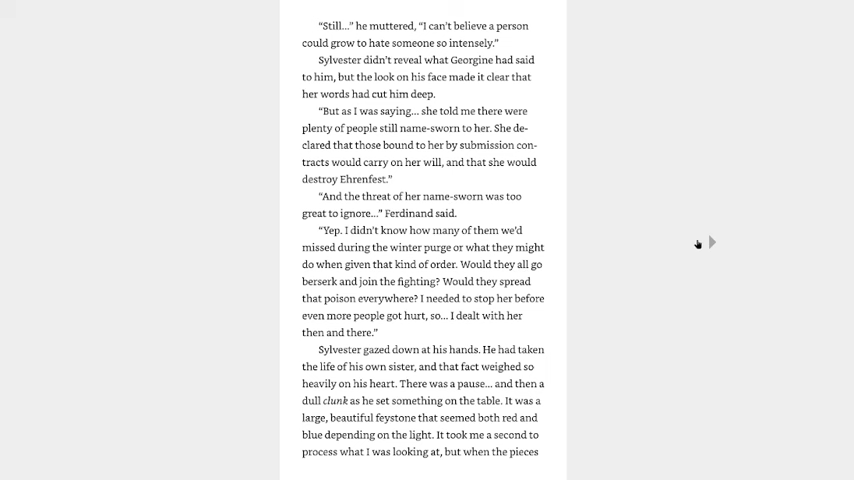 “Still...” he muttered, “I can’t believe a person
could grow to hate someone so intensely.”
Sylvester didn’t reveal what Georgine had said
to him, but the look on his face made it clear that
her words had cut him deep.
“But as I was saying... she told me there were
plenty of people still name-sworn to her. She de-
clared that those bound to her by submission con-
tracts would carry on her will, and that she would
destroy Ehrenfest.”
“And the threat of her name-sworn was too
great to ignore...” Ferdinand said.
“Yep. I didn’t know how many of them we’d
missed during the winter purge or what they might
do when given that kind of order. Would they all go
berserk and join the fighting? Would they spread
that poison everywhere? I needed to stop her before
even more people got hurt, so... I dealt with her
then and there.”
Sylvester gazed down at his hands. He had taken
the life of his own sister, and that fact weighed so
heavily on his heart. There was a pause... and then a
dull clunk as he set something on the table. It was a
large, beautiful feystone that seemed both red and
blue depending on the light. It took me a second to
process what I was looking at, but when the pieces